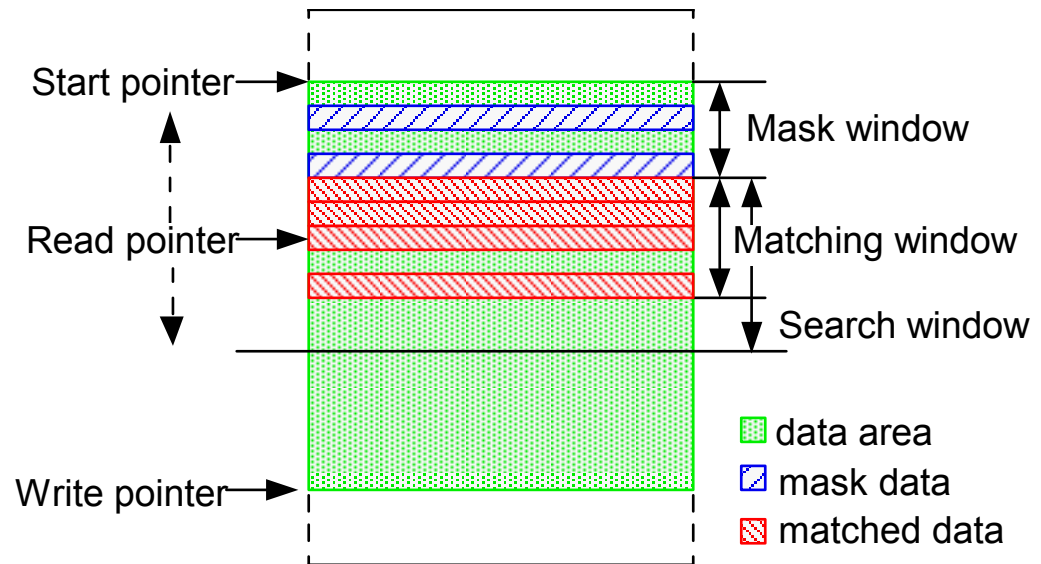 Start pointer
Mask window
Read pointer
Matching window
Search window
data area
mask data
Write pointer
matched data